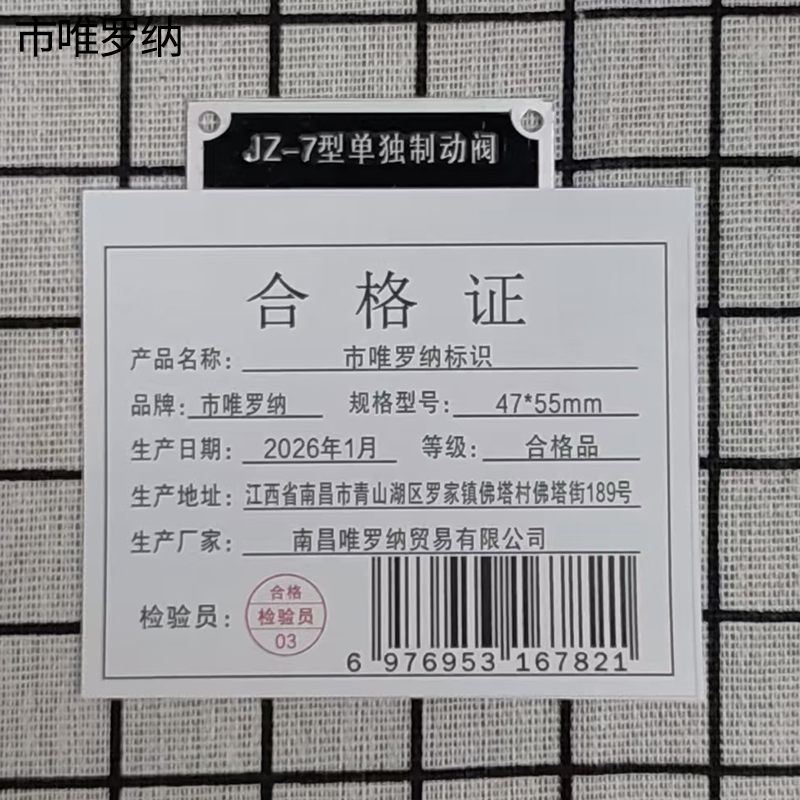 市唯罗纳
JZ-7型单独制动阀
合格证
产品名称：市唯罗纳标识
品牌：市唯罗纳 规格型号：47*55mm
生产日期：2026年1月 等级：合格品
生产地址：江西省南昌市青山湖区罗家镇佛塔村佛塔街189号
生产厂家：南昌唯罗纳贸易有限公司
检验员：
合格
检验员
03
6 976953 167821